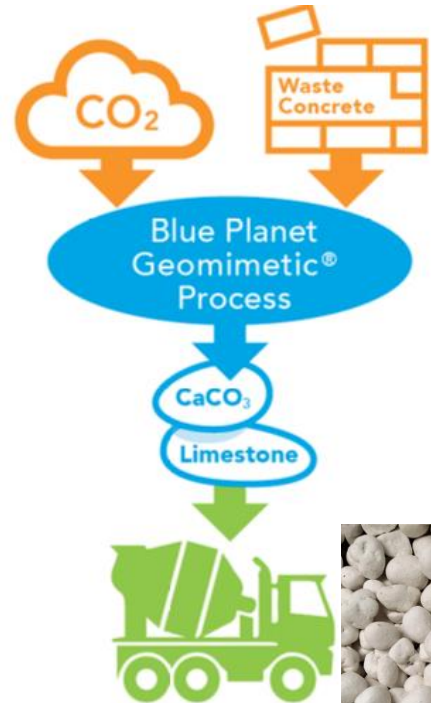 CO₂
Waste
Concrete
Blue Planet
Geomimetic®
Process
CaCO₃
Limestone